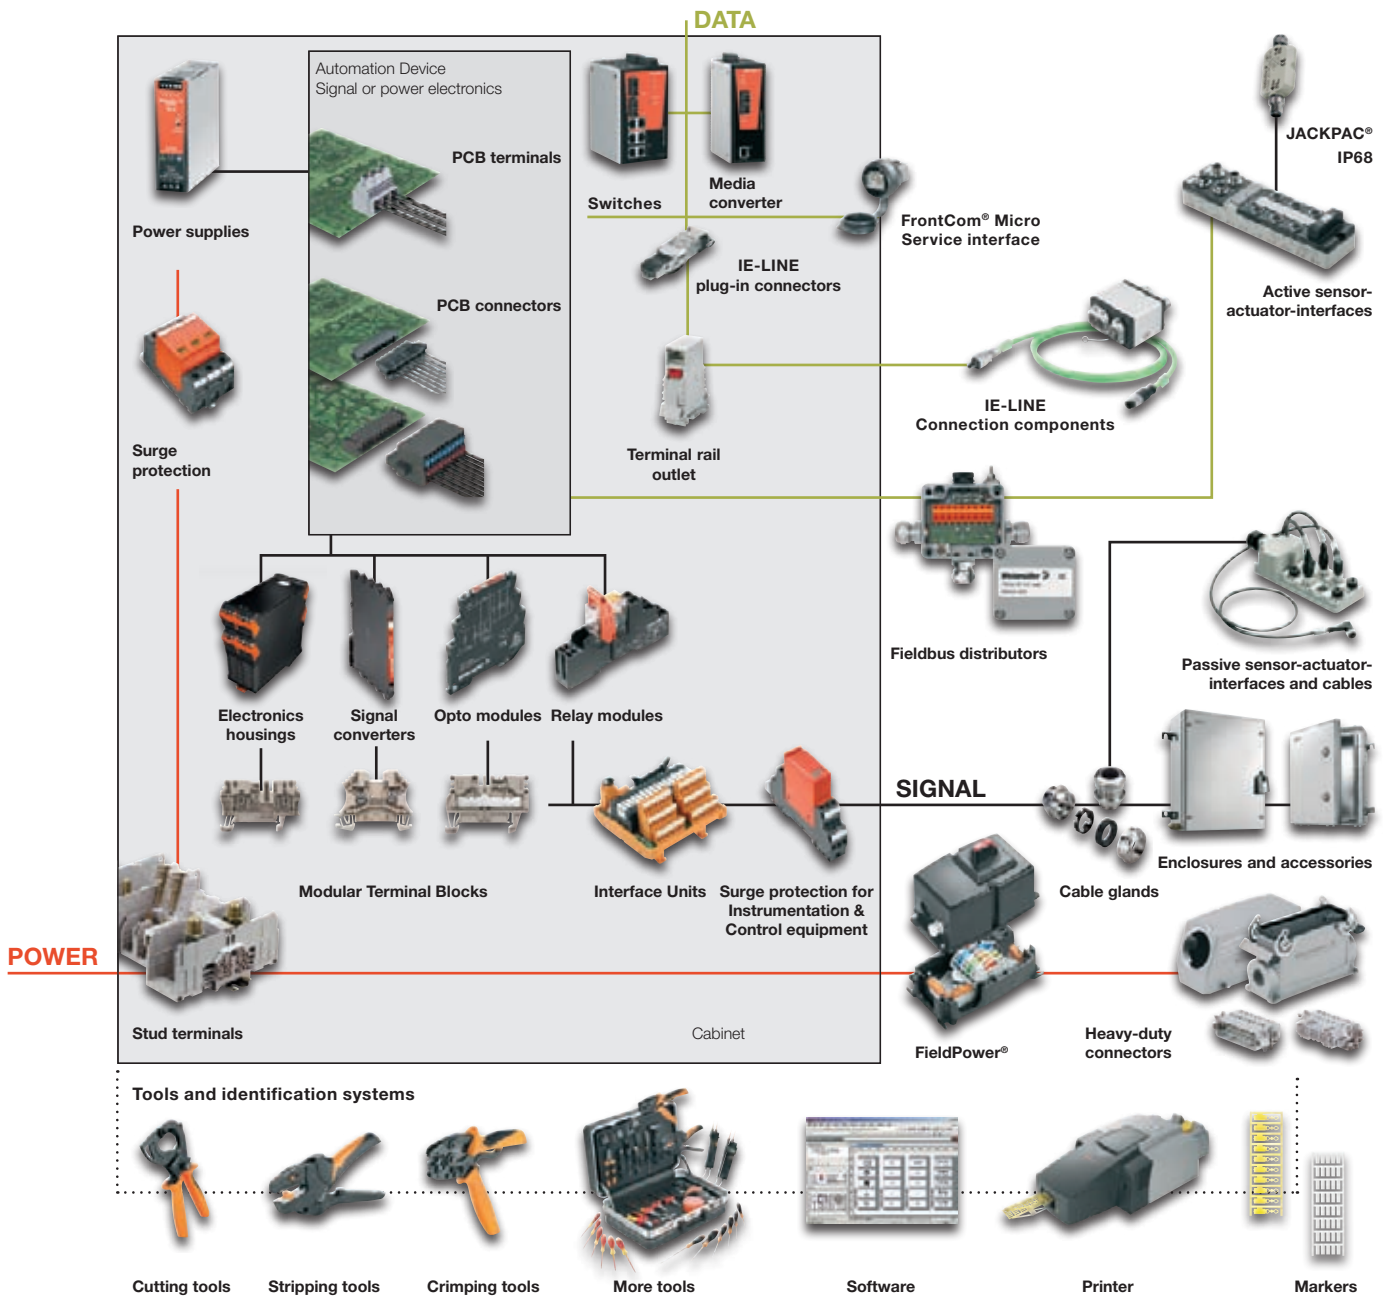 DATA
Automation Device
Signal or power electronics
PCB terminals
JACKPAC®
IP68
Switches
Media
converter
Power supplies
FrontCom® Micro
Service interface
IE-LINE
plug-in connectors
PCB connectors
Active sensor-
actuator-interfaces
IE-LINE
Connection components
Surge
protection
Terminal rail
outlet
Fieldbus distributors
Passive sensor-actuator-
interfaces and cables
Electronics
housings
Signal
converters
Opto modules
Relay modules
SIGNAL
Enclosures and accessories
Modular Terminal Blocks
Interface Units
Surge protection for
Instrumentation &
Control equipment
Cable glands
POWER
Stud terminals
Cabinet
FieldPower®
Heavy-duty
connectors
Tools and identification systems
Cutting tools
Stripping tools
Crimping tools
More tools
Software
Printer
Markers